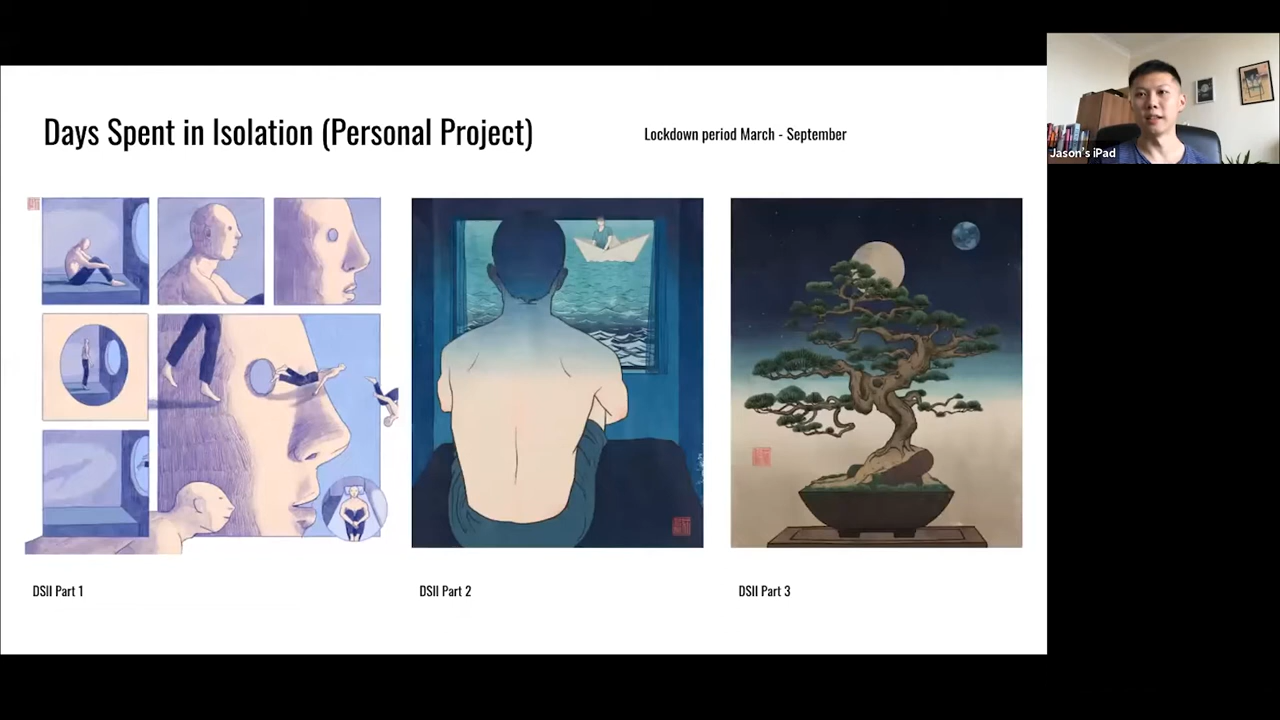 Days Spent in Isolation (Personal Project)
Lockdown period March - September
Jason's iPad
DSII Part 1
DSII Part 2
DSII Part 3